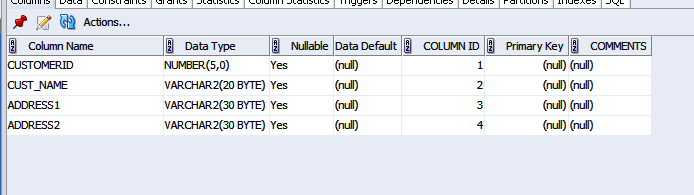 Columns Data Constraints Grants Statistics Column Statistics Triggers Dependencies Details Partitions Indexes SQL
Actions...
Column Name Data Type Nullable Data Default COLUMN ID Primary Key COMMENTS
CUSTOMERID NUMBER(5,0) Yes (null) 1 (null) (null)
CUST_NAME VARCHAR2(20 BYTE) Yes (null) 2 (null) (null)
ADDRESS1 VARCHAR2(30 BYTE) Yes (null) 3 (null) (null)
ADDRESS2 VARCHAR2(30 BYTE) Yes (null) 4 (null) (null)